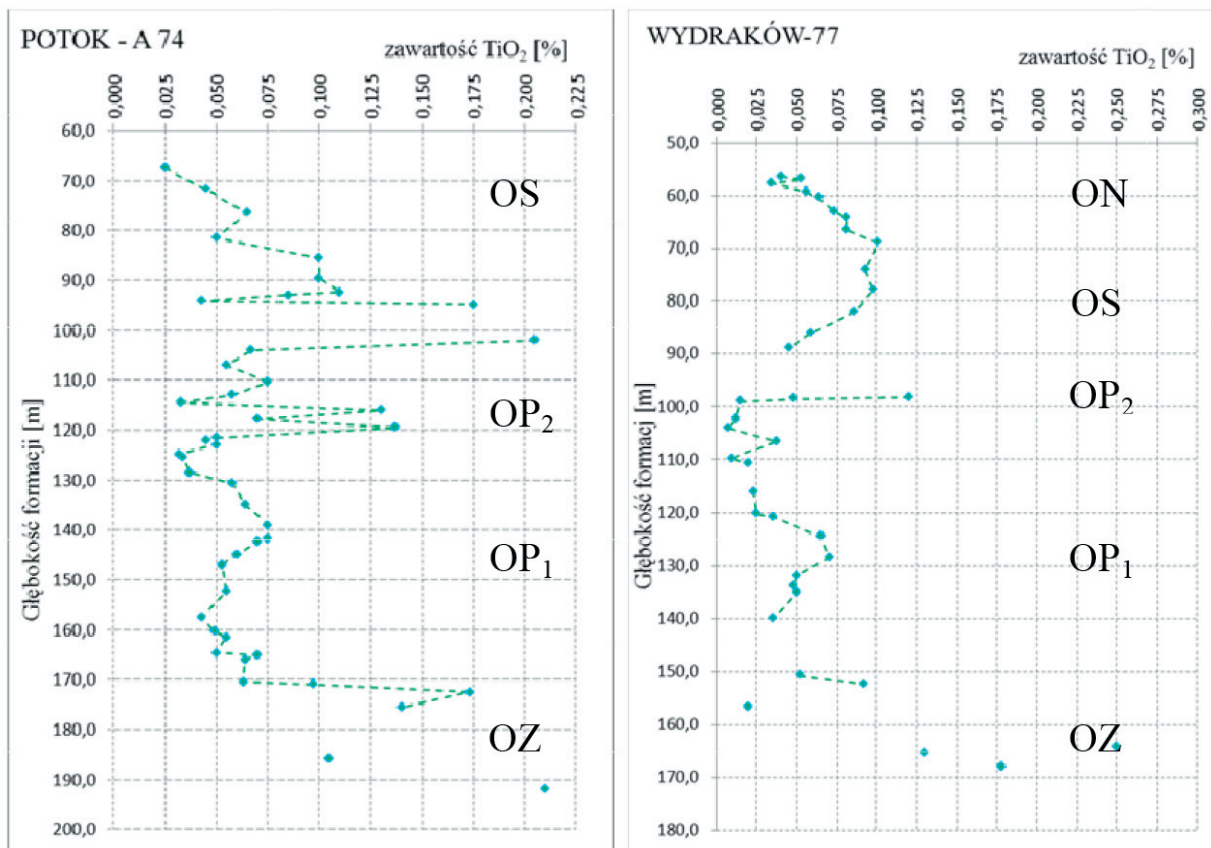 POTOK - A 74
zawartość TiO₂ [%]
0,000 0,025 0,050 0,075 0,100 0,125 0,150 0,175 0,200 0,225
60,0
70,0
80,0
90,0
100,0
110,0
120,0
130,0
140,0
150,0
160,0
170,0
180,0
190,0
200,0
Głębokość formacji [m]
OS
OP₂
OP₁
OZ
WYDRAKÓW-77
zawartość TiO₂ [%]
0,000 0,025 0,050 0,075 0,100 0,125 0,150 0,175 0,200 0,225 0,250 0,275 0,300
50,0
60,0
70,0
80,0
90,0
100,0
110,0
120,0
130,0
140,0
150,0
160,0
170,0
180,0
Głębokość formacj [m]
ON
OS
OP₂
OP₁
OZ